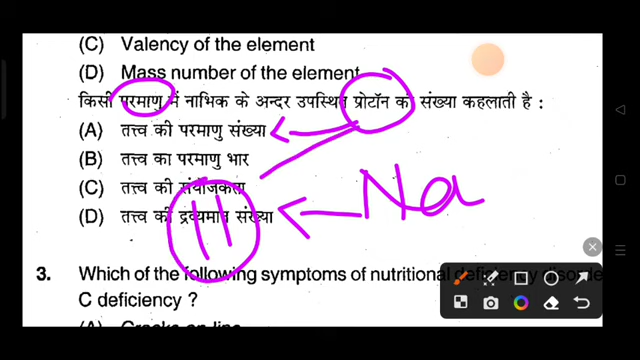 (C) Valency of the element
(D) Mass number of the element
किसी परमाणु में नाभिक के अन्दर उपस्थित प्रोटॉन की संख्या कहलाती है :
(A) तत्त्व की परमाणु संख्या
(B) तत्त्व का परमाणु भार
(C) तत्त्व की संयोजकता
(D) तत्त्व की द्रव्यमान संख्या
11
Na
3. Which of the following symptoms of nutritional deficiency disorde
C deficiency ?